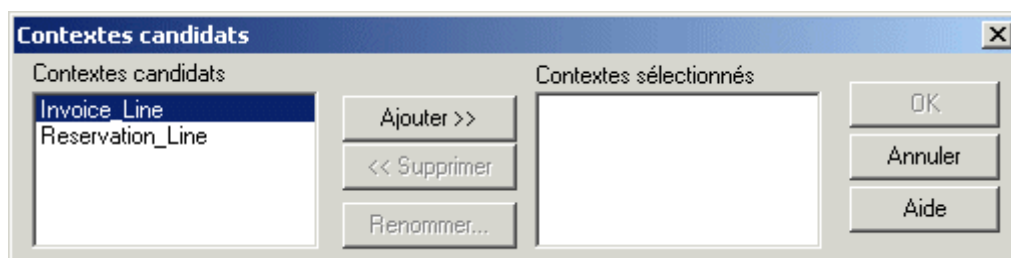 Contextes candidats
Contextes candidats
Invoice_Line
Reservation_Line
Ajouter >>
<< Supprimer
Renommer...
Contextes sélectionnés
OK
Annuler
Aide